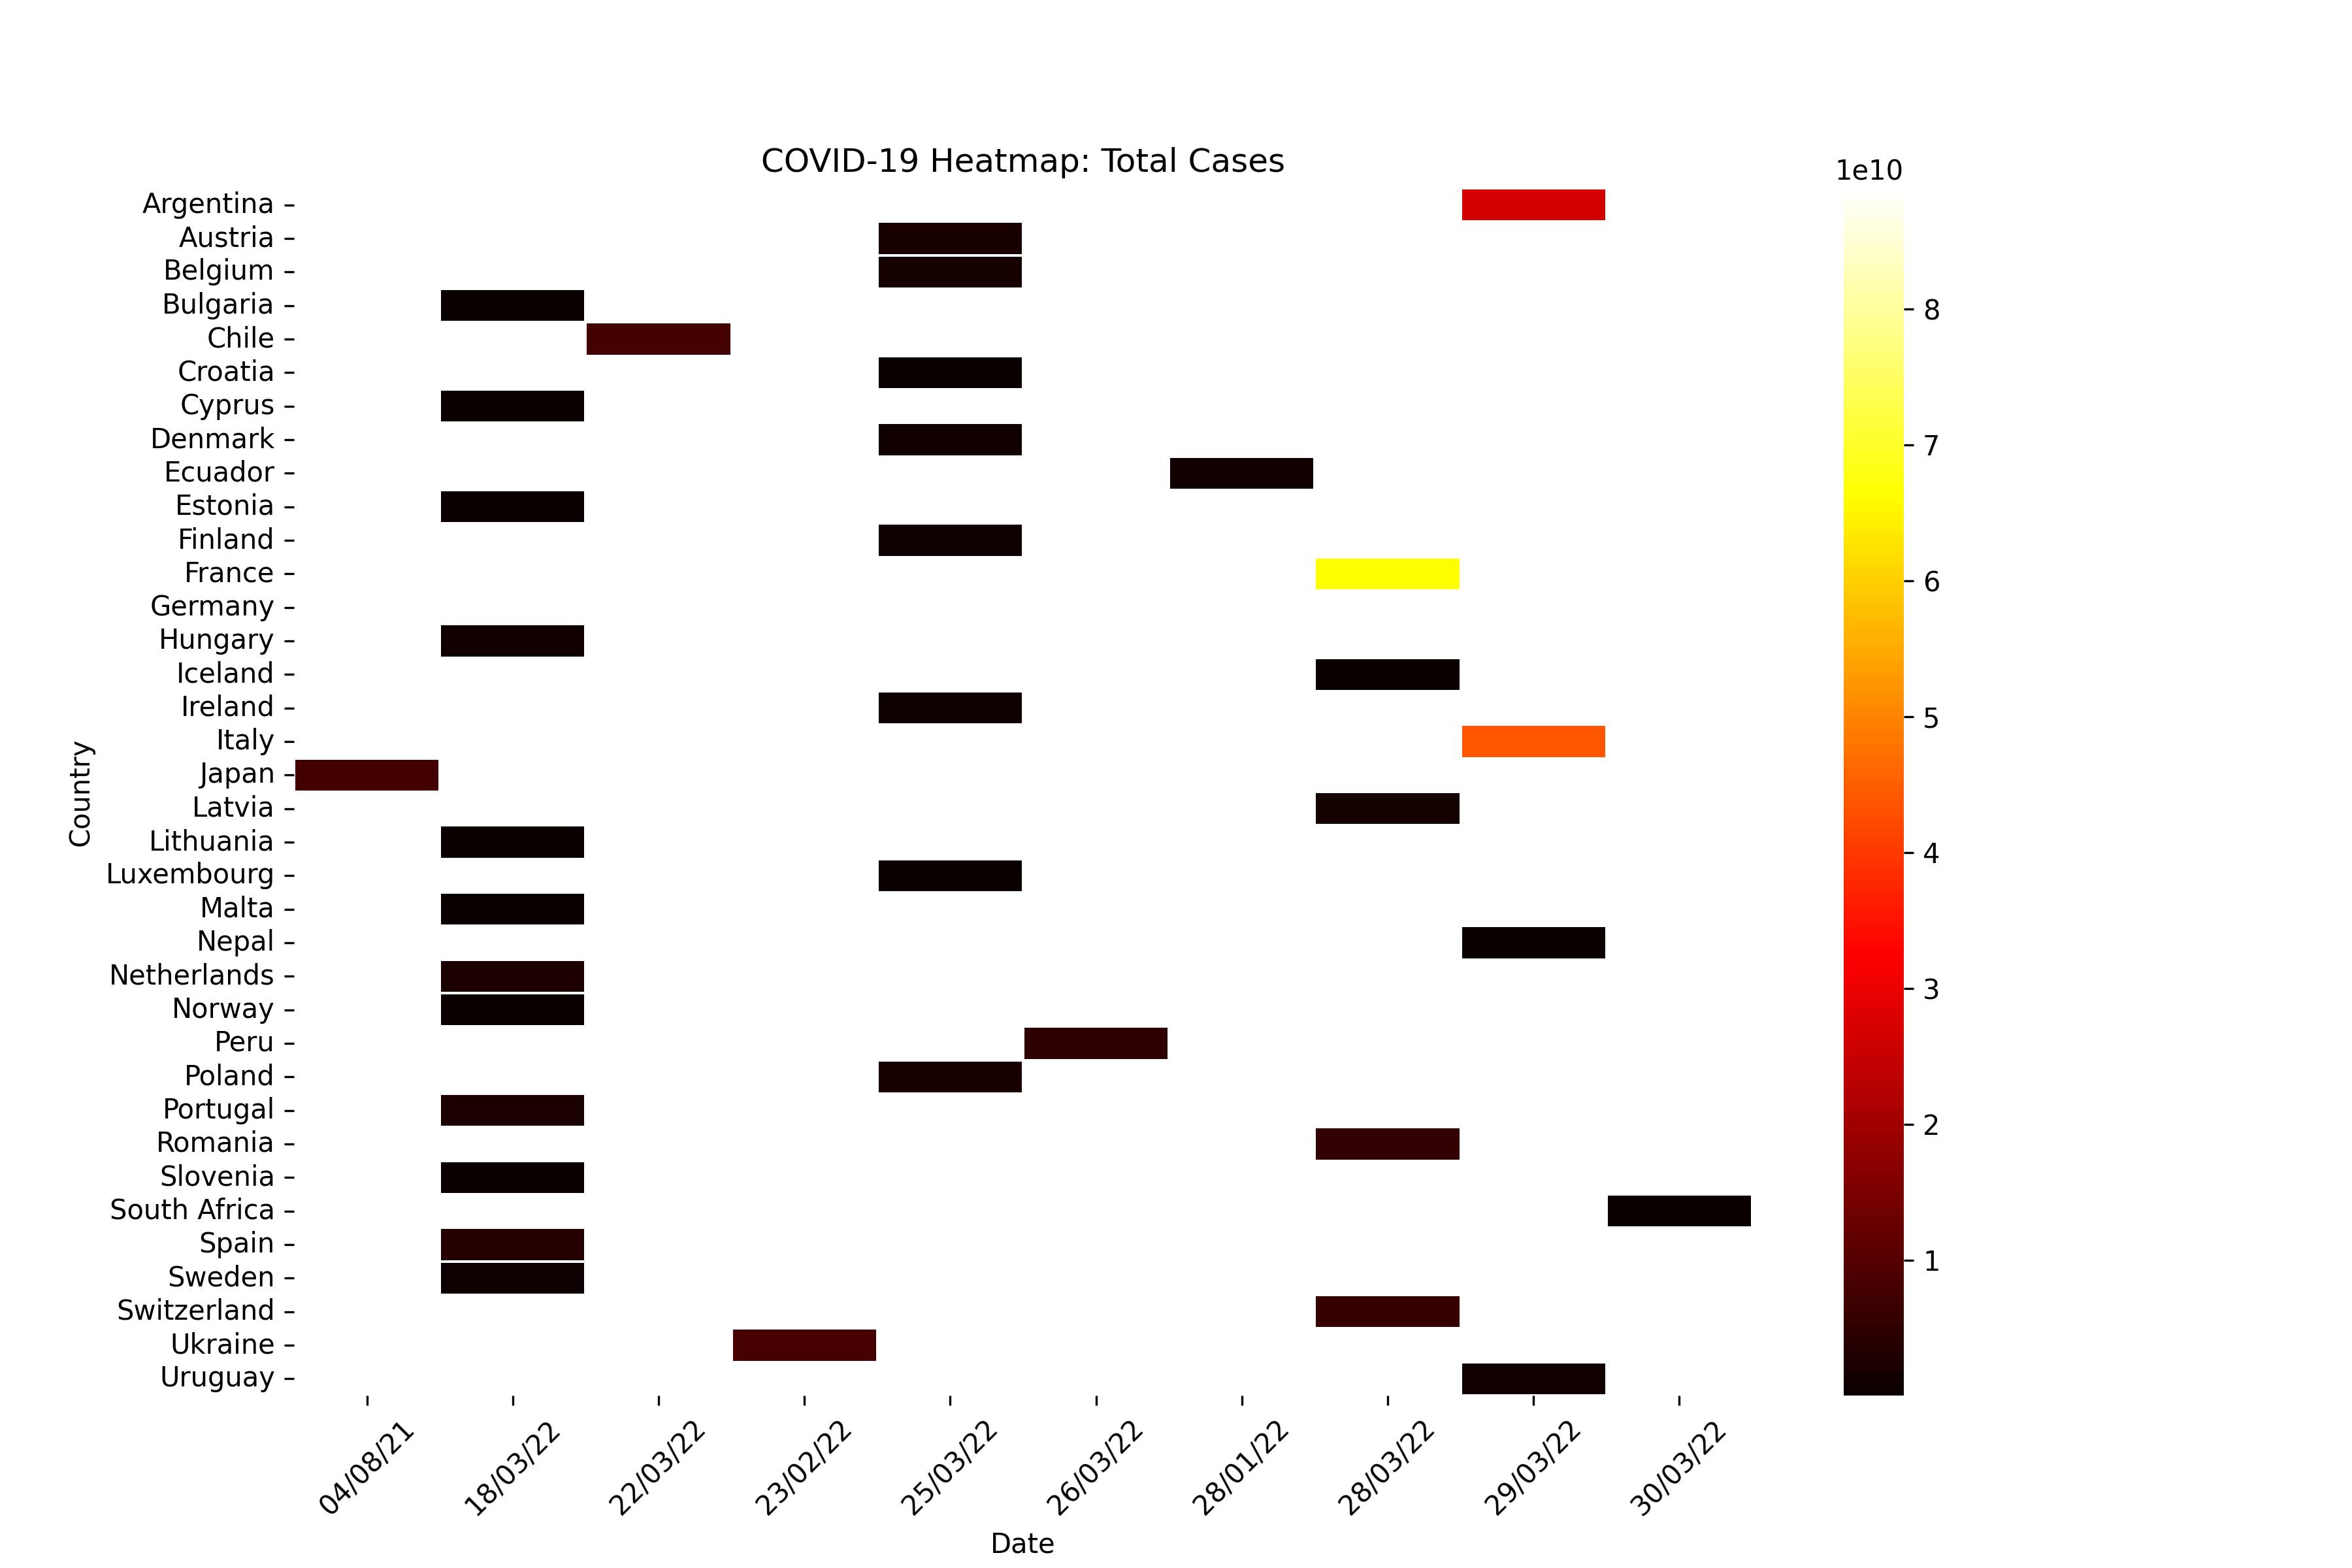 COVID-19 Heatmap: Total Cases
1e10
Argentina
Austria
Belgium
Bulgaria
Chile
Croatia
Cyprus
Denmark
Ecuador
Estonia
Finland
France
Germany
Hungary
Iceland
Ireland
Italy
Japan
Latvia
Lithuania
Luxembourg
Malta
Nepal
Netherlands
Norway
Peru
Poland
Portugal
Romania
Slovenia
South Africa
Spain
Sweden
Switzerland
Ukraine
Uruguay
Country
04/08/21
18/03/22
22/03/22
23/02/22
25/03/22
26/03/22
28/01/22
28/03/22
29/03/22
30/03/22
Date
8
7
6
5
4
3
2
1